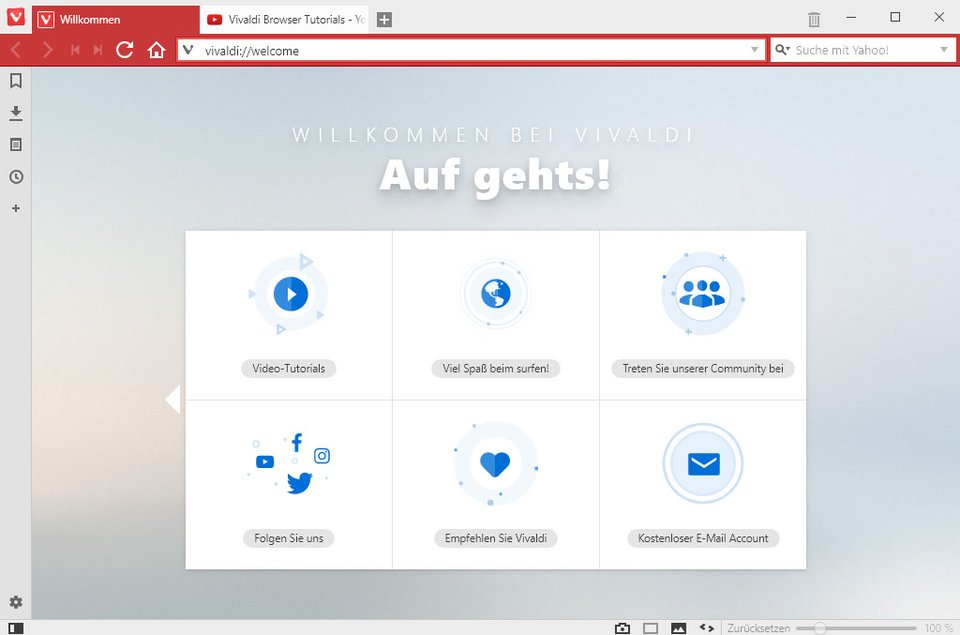 Willkommen
Vivaldi Browser Tutorials -
vivaldi://welcome
Suche mit Yahoo!
WILLKOMMEN BEI VIVALDI
Auf gehts!
Video-Tutorials
Viel Spaß beim surfen!
Treten Sie unserer Community bei
Folgen Sie uns
Empfehlen Sie Vivaldi
Kostenloser E-Mail Account
Zurücksetzen
100 %